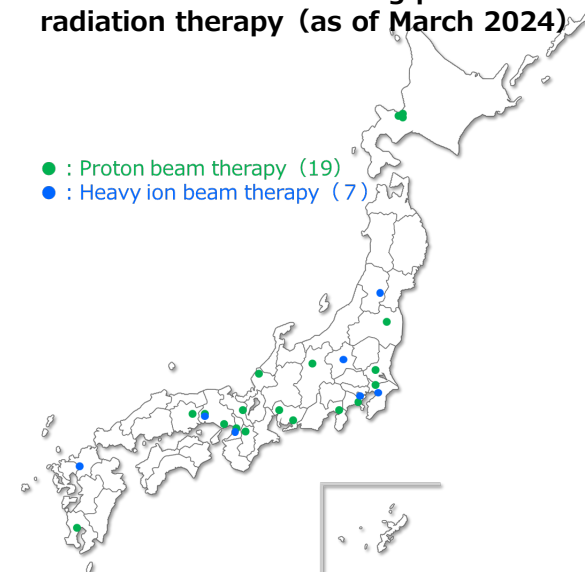 radiation therapy（as of March 2024）
● : Proton beam therapy（19）
● : Heavy ion beam therapy（７）